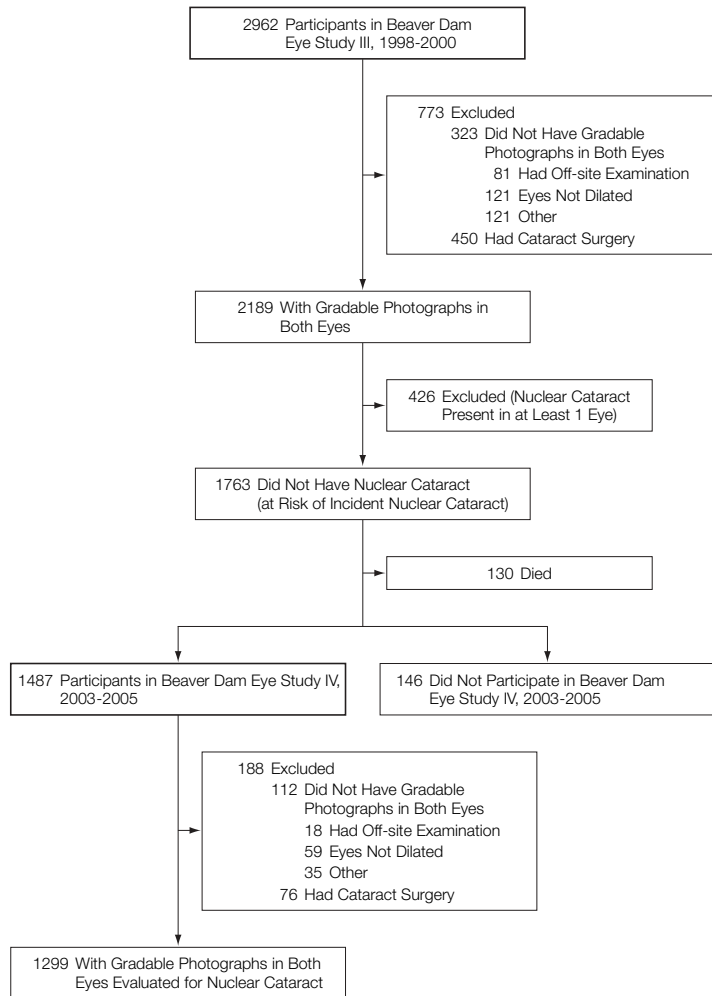 2962 Participants in Beaver Dam
Eye Study III, 1998-2000
773 Excluded
323 Did Not Have Gradable
Photographs in Both Eyes
81 Had Off-site Examination
121 Eyes Not Dilated
121 Other
450 Had Cataract Surgery
2189 With Gradable Photographs in
Both Eyes
426 Excluded (Nuclear Cataract
Present in at Least 1 Eye)
1763 Did Not Have Nuclear Cataract
(at Risk of Incident Nuclear Cataract)
130 Died
1487 Participants in Beaver Dam Eye Study IV,
2003-2005
146 Did Not Participate in Beaver Dam
Eye Study IV, 2003-2005
188 Excluded
112 Did Not Have Gradable
Photographs in Both Eyes
18 Had Off-site Examination
59 Eyes Not Dilated
35 Other
76 Had Cataract Surgery
1299 With Gradable Photographs in Both
Eyes Evaluated for Nuclear Cataract